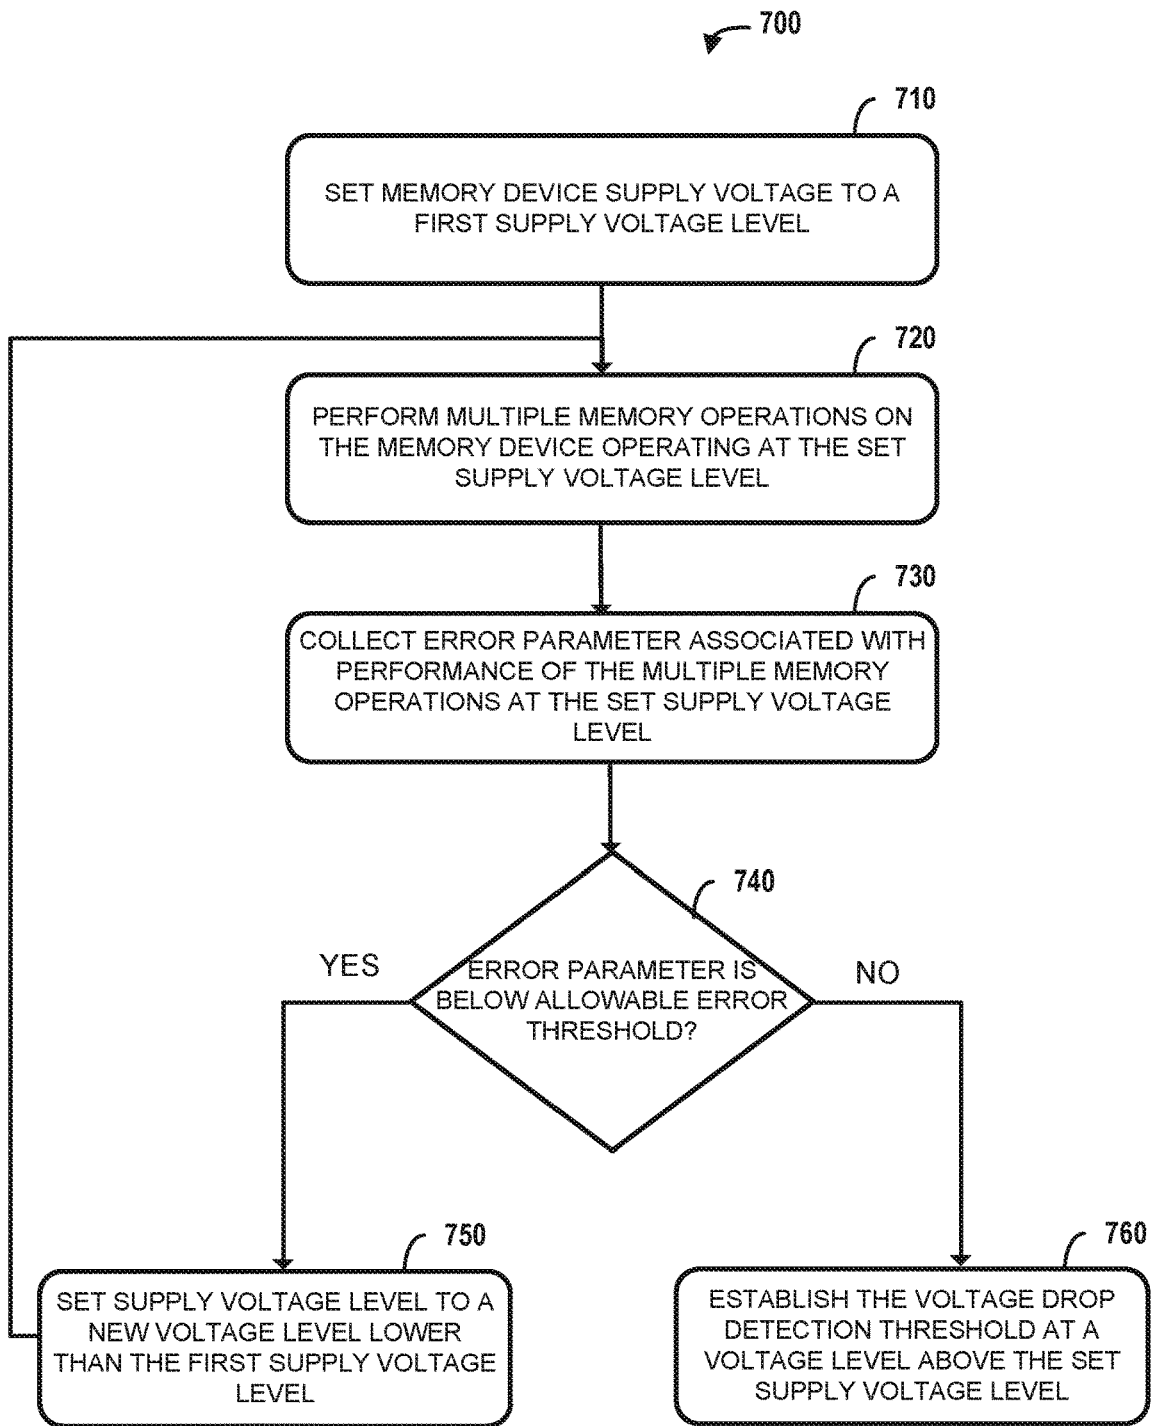 700
710
SET MEMORY DEVICE SUPPLY VOLTAGE TO A
FIRST SUPPLY VOLTAGE LEVEL
720
PERFORM MULTIPLE MEMORY OPERATIONS ON
THE MEMORY DEVICE OPERATING AT THE SET
SUPPLY VOLTAGE LEVEL
730
COLLECT ERROR PARAMETER ASSOCIATED WITH
PERFORMANCE OF THE MULTIPLE MEMORY
OPERATIONS AT THE SET SUPPLY VOLTAGE
LEVEL
740
YES
ERROR PARAMETER IS
BELOW ALLOWABLE ERROR
THRESHOLD?
NO
750
SET SUPPLY VOLTAGE LEVEL TO A
NEW VOLTAGE LEVEL LOWER
THAN THE FIRST SUPPLY VOLTAGE
LEVEL
760
ESTABLISH THE VOLTAGE DROP
DETECTION THRESHOLD AT A
VOLTAGE LEVEL ABOVE THE SET
SUPPLY VOLTAGE LEVEL